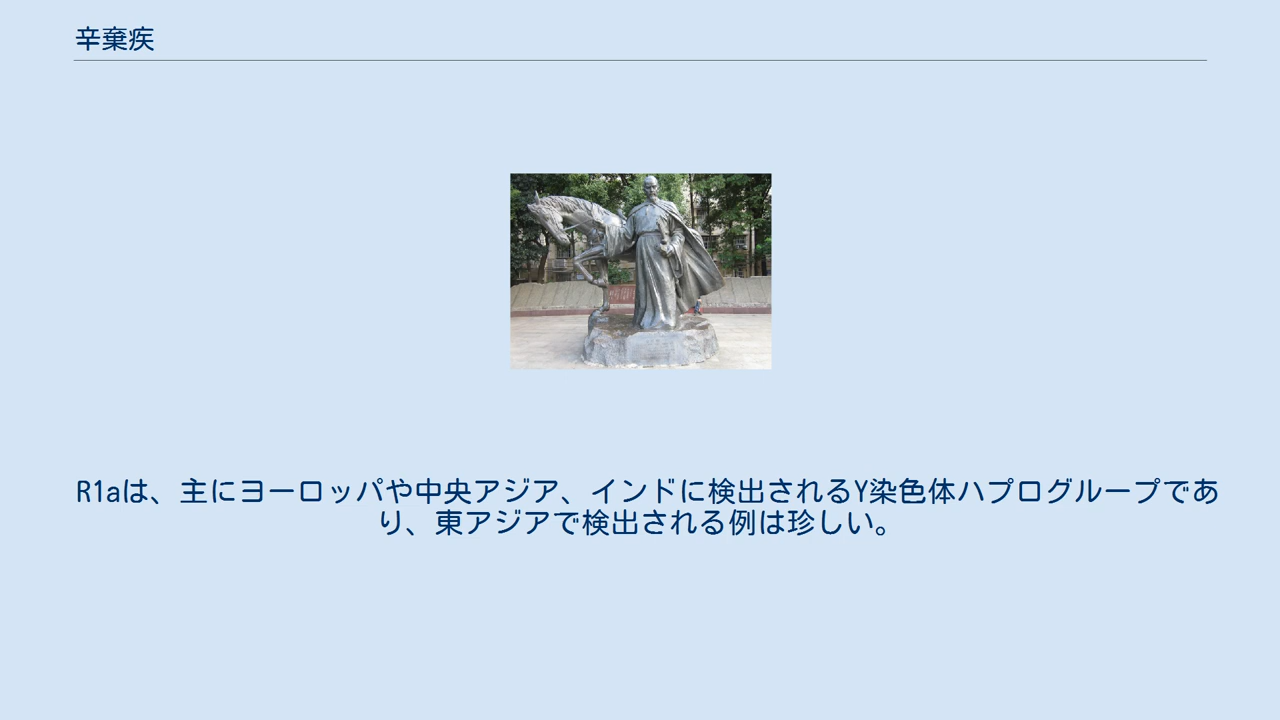 辛棄疾
R1aは、主にヨーロッパや中央アジア、インドに検出されるY染色体ハプログループであ
り、東アジアで検出される例は珍しい。